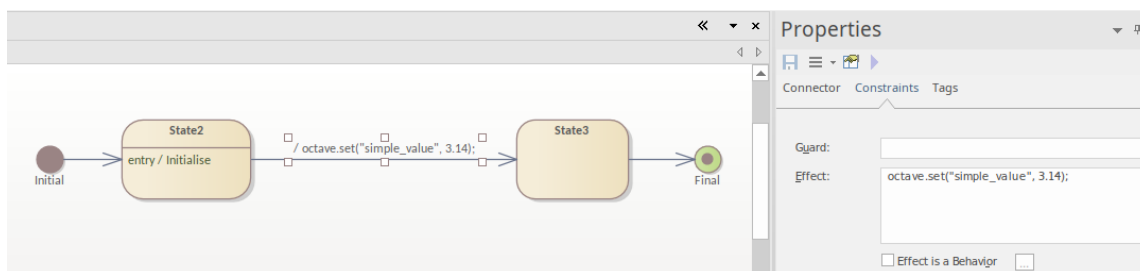 Properties
Connector Constraints Tags
State2
entry / Initialise
/ octave.set("simple_value", 3.14);
State3
Initial
Final
Guard:
Effect:
octave.set("simple_value", 3.14);
Effect is a Behavior ...